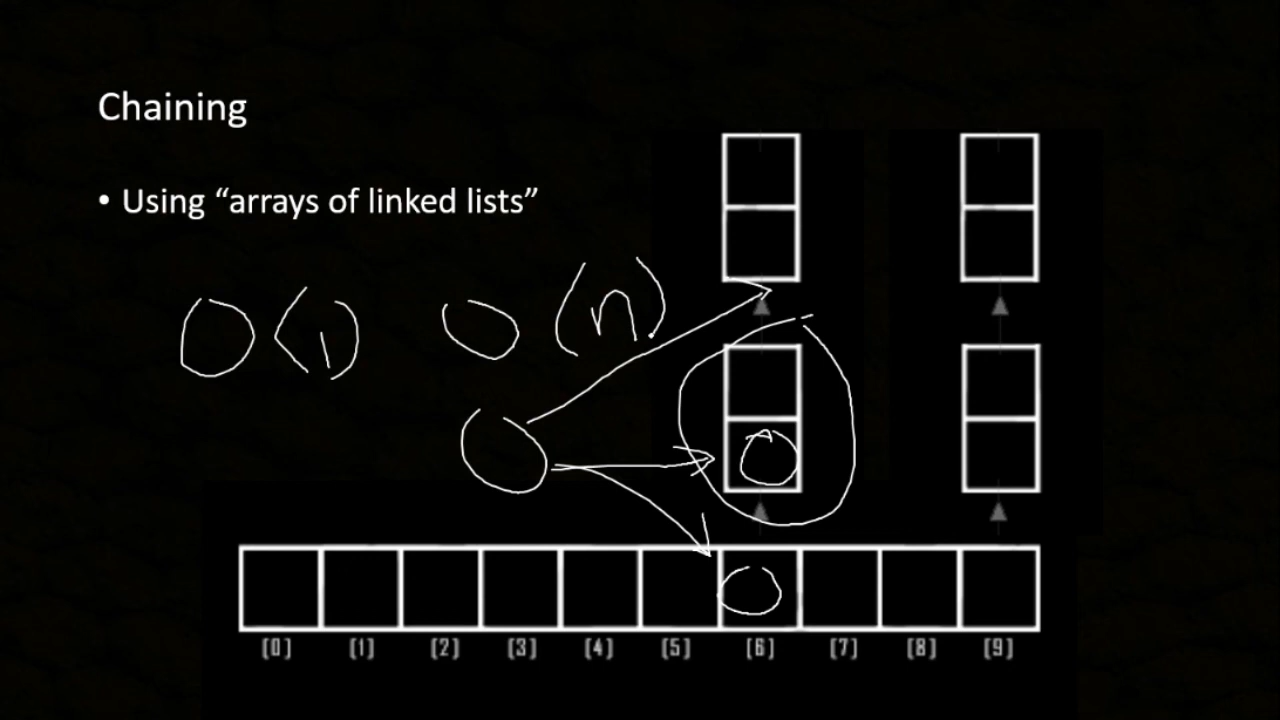 Chaining
• Using “arrays of linked lists”
O(1) O(n)
[0] [1] [2] [3] [4] [5] [6] [7] [8] [9]